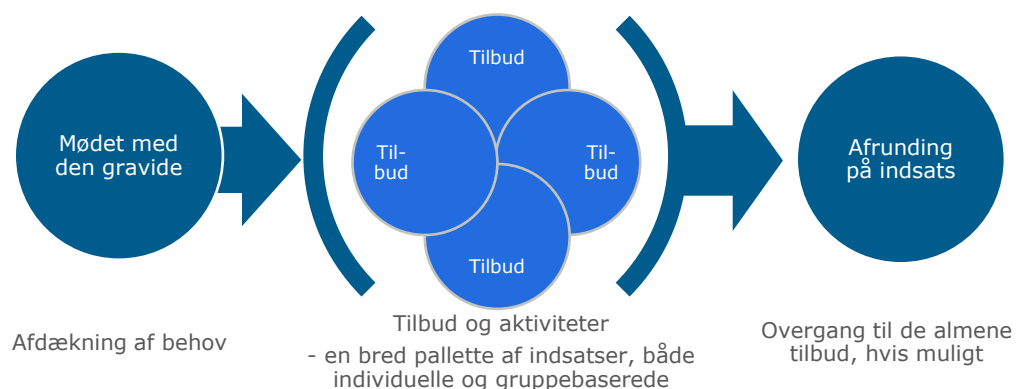 Mødet med
den gravide
Tilbud
Til-
bud
Til-
bud
Tilbud
Afrunding
på indsats
Afdækning af behov
Tilbud og aktiviteter
- en bred pallette af indsatser, både
individuelle og gruppebaserede
Overgang til de almene
tilbud, hvis muligt